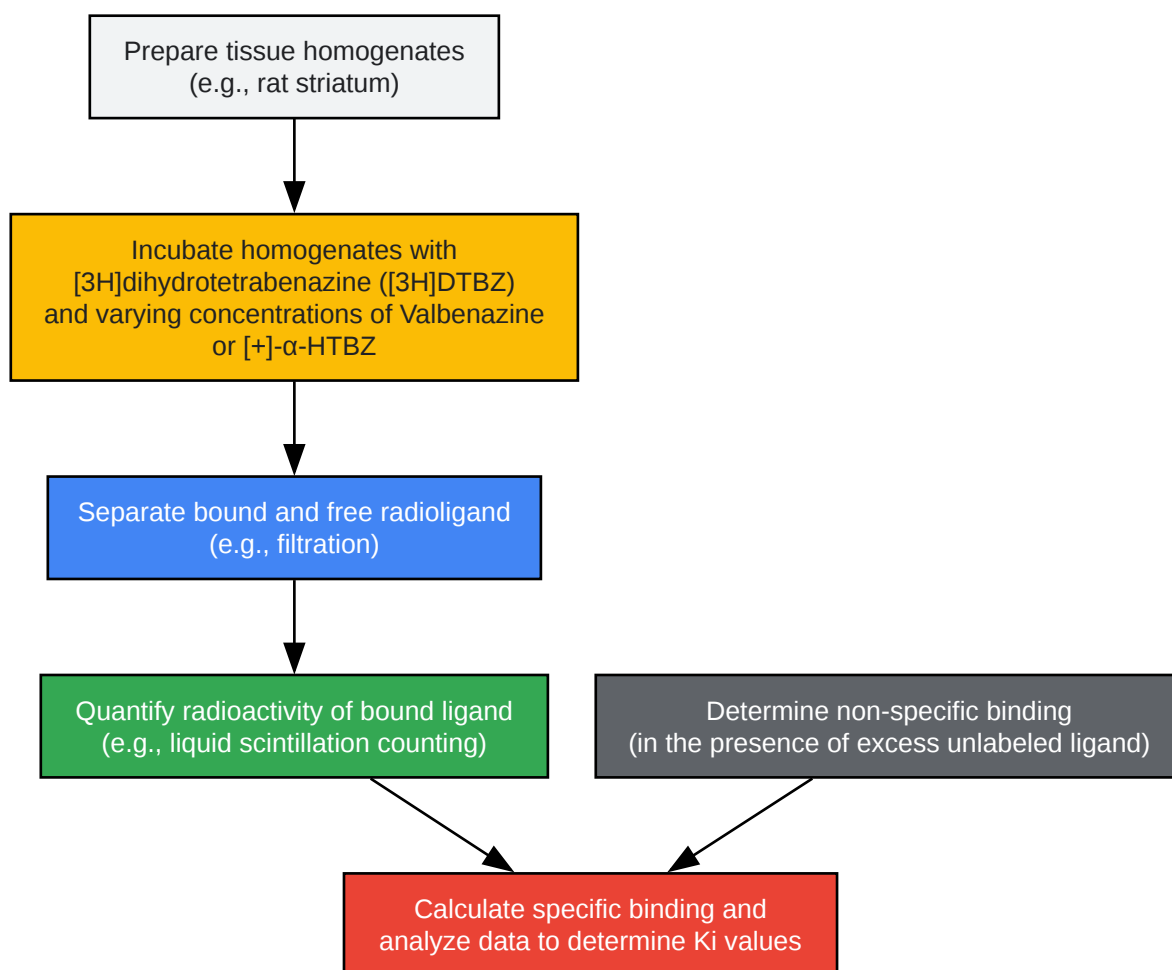 Prepare tissue homogenates
(e.g., rat striatum)
Incubate homogenates with
[3H]dihydrotetrabenazine ([3H]DTBZ)
and varying concentrations of Valbenazine
or [+]-α-HTBZ
Separate bound and free radioligand
(e.g., filtration)
Quantify radioactivity of bound ligand
(e.g., liquid scintillation counting)
Determine non-specific binding
(in the presence of excess unlabeled ligand)
Calculate specific binding and
analyze data to determine Ki values